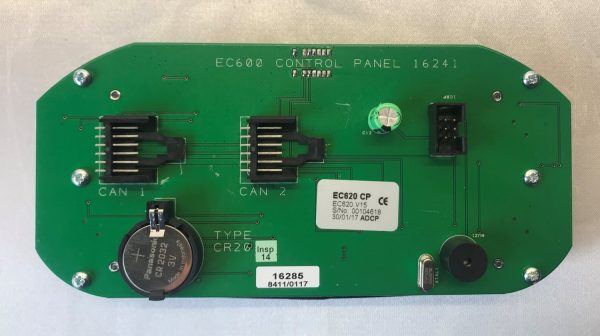 EC600 CONTROL PANEL 16241
CAN 1
CAN 2
EC620 CP
CE
EC620 V15
S/No. 00104618
30/01/17 ADCP
TYPE
CR20
Insp
14
Panasonic
CR2032
3V
+
16285
8411/0117